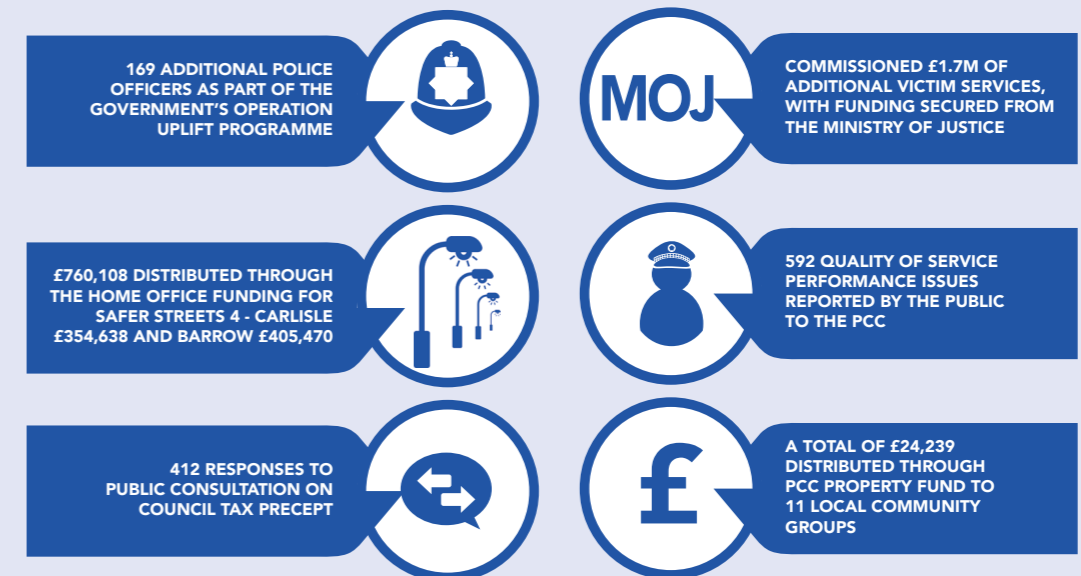 169 ADDITIONAL POLICE
OFFICERS AS PART OF THE
GOVERNMENT'S OPERATION
UPLIFT PROGRAMME
MOJ
COMMISSIONED £1.7M OF
ADDITIONAL VICTIM SERVICES,
WITH FUNDING SECURED FROM
THE MINISTRY OF JUSTICE
£760,108 DISTRIBUTED THROUGH
THE HOME OFFICE FUNDING FOR
SAFER STREETS 4 - CARLISLE
£354,638 AND BARROW £405,470
592 QUALITY OF SERVICE
PERFORMANCE ISSUES
REPORTED BY THE PUBLIC
TO THE PCC
412 RESPONSES TO
PUBLIC CONSULTATION ON
COUNCIL TAX PRECEPT
£
A TOTAL OF £24,239
DISTRIBUTED THROUGH
PCC PROPERTY FUND TO
11 LOCAL COMMUNITY
GROUPS